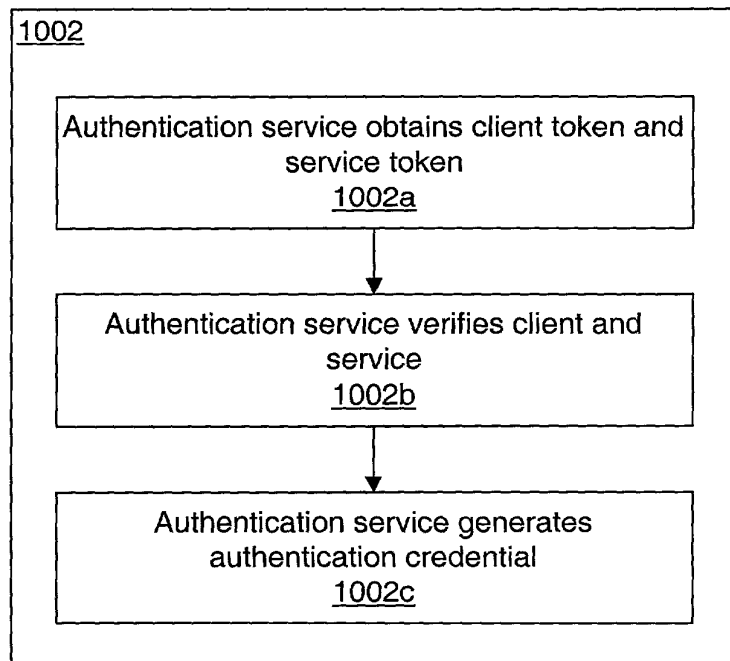 1002
Authentication service obtains client token and
service token
1002a
Authentication service verifies client and
service
1002b
Authentication service generates
authentication credential
1002c